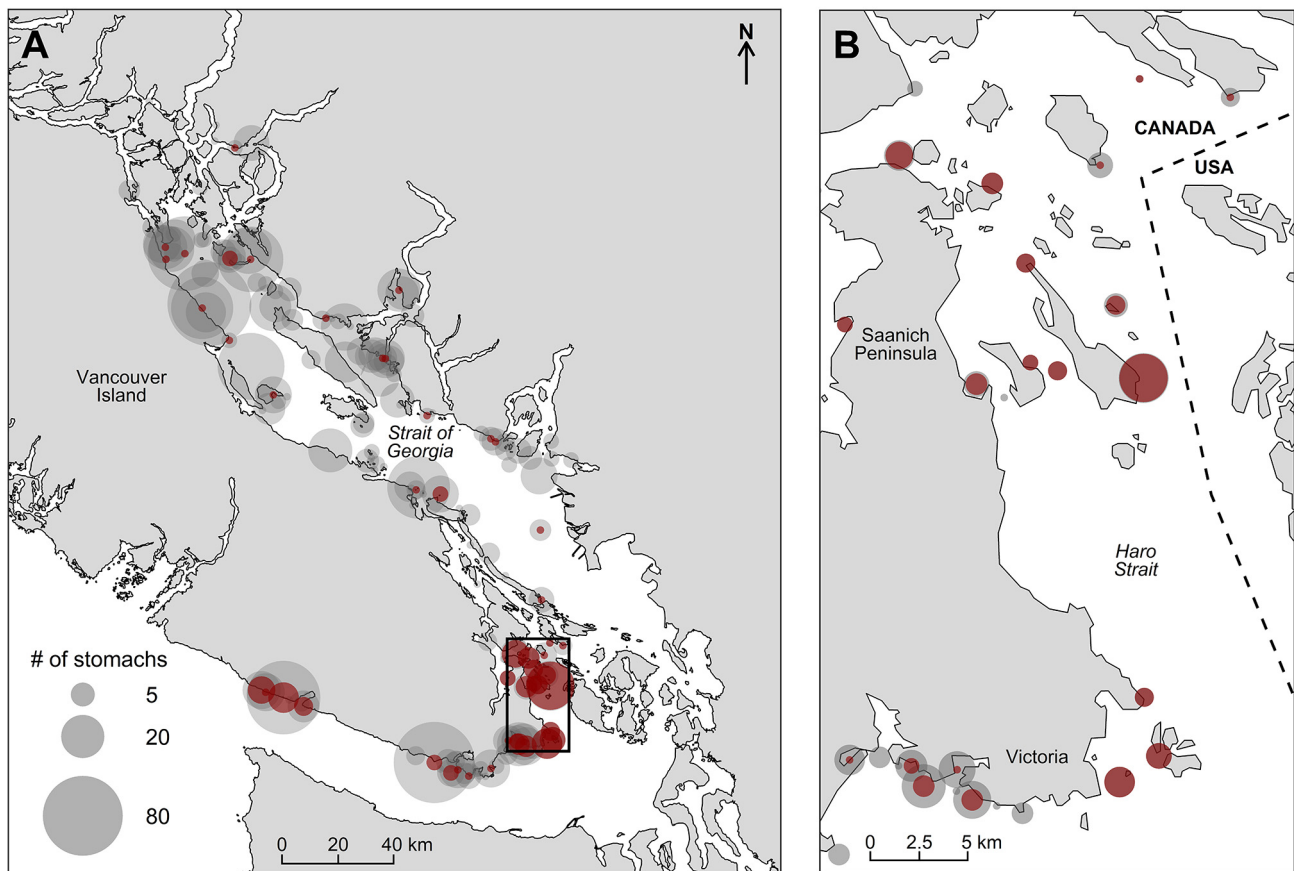 A
N
Vancouver
Island
Strait of
Georgia
# of stomachs
5
20
80
0 20 40 km
B
CANADA
USA
Saanich
Peninsula
Haro
Strait
Victoria
0 2.5 5 km